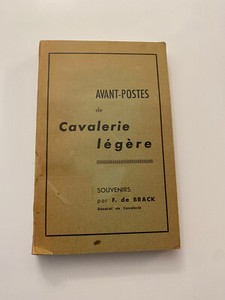 AVANT-POSTES
de
Cavalerie
légère
SOUVENIRS
par F. de BRACK
Général de Cavalerie